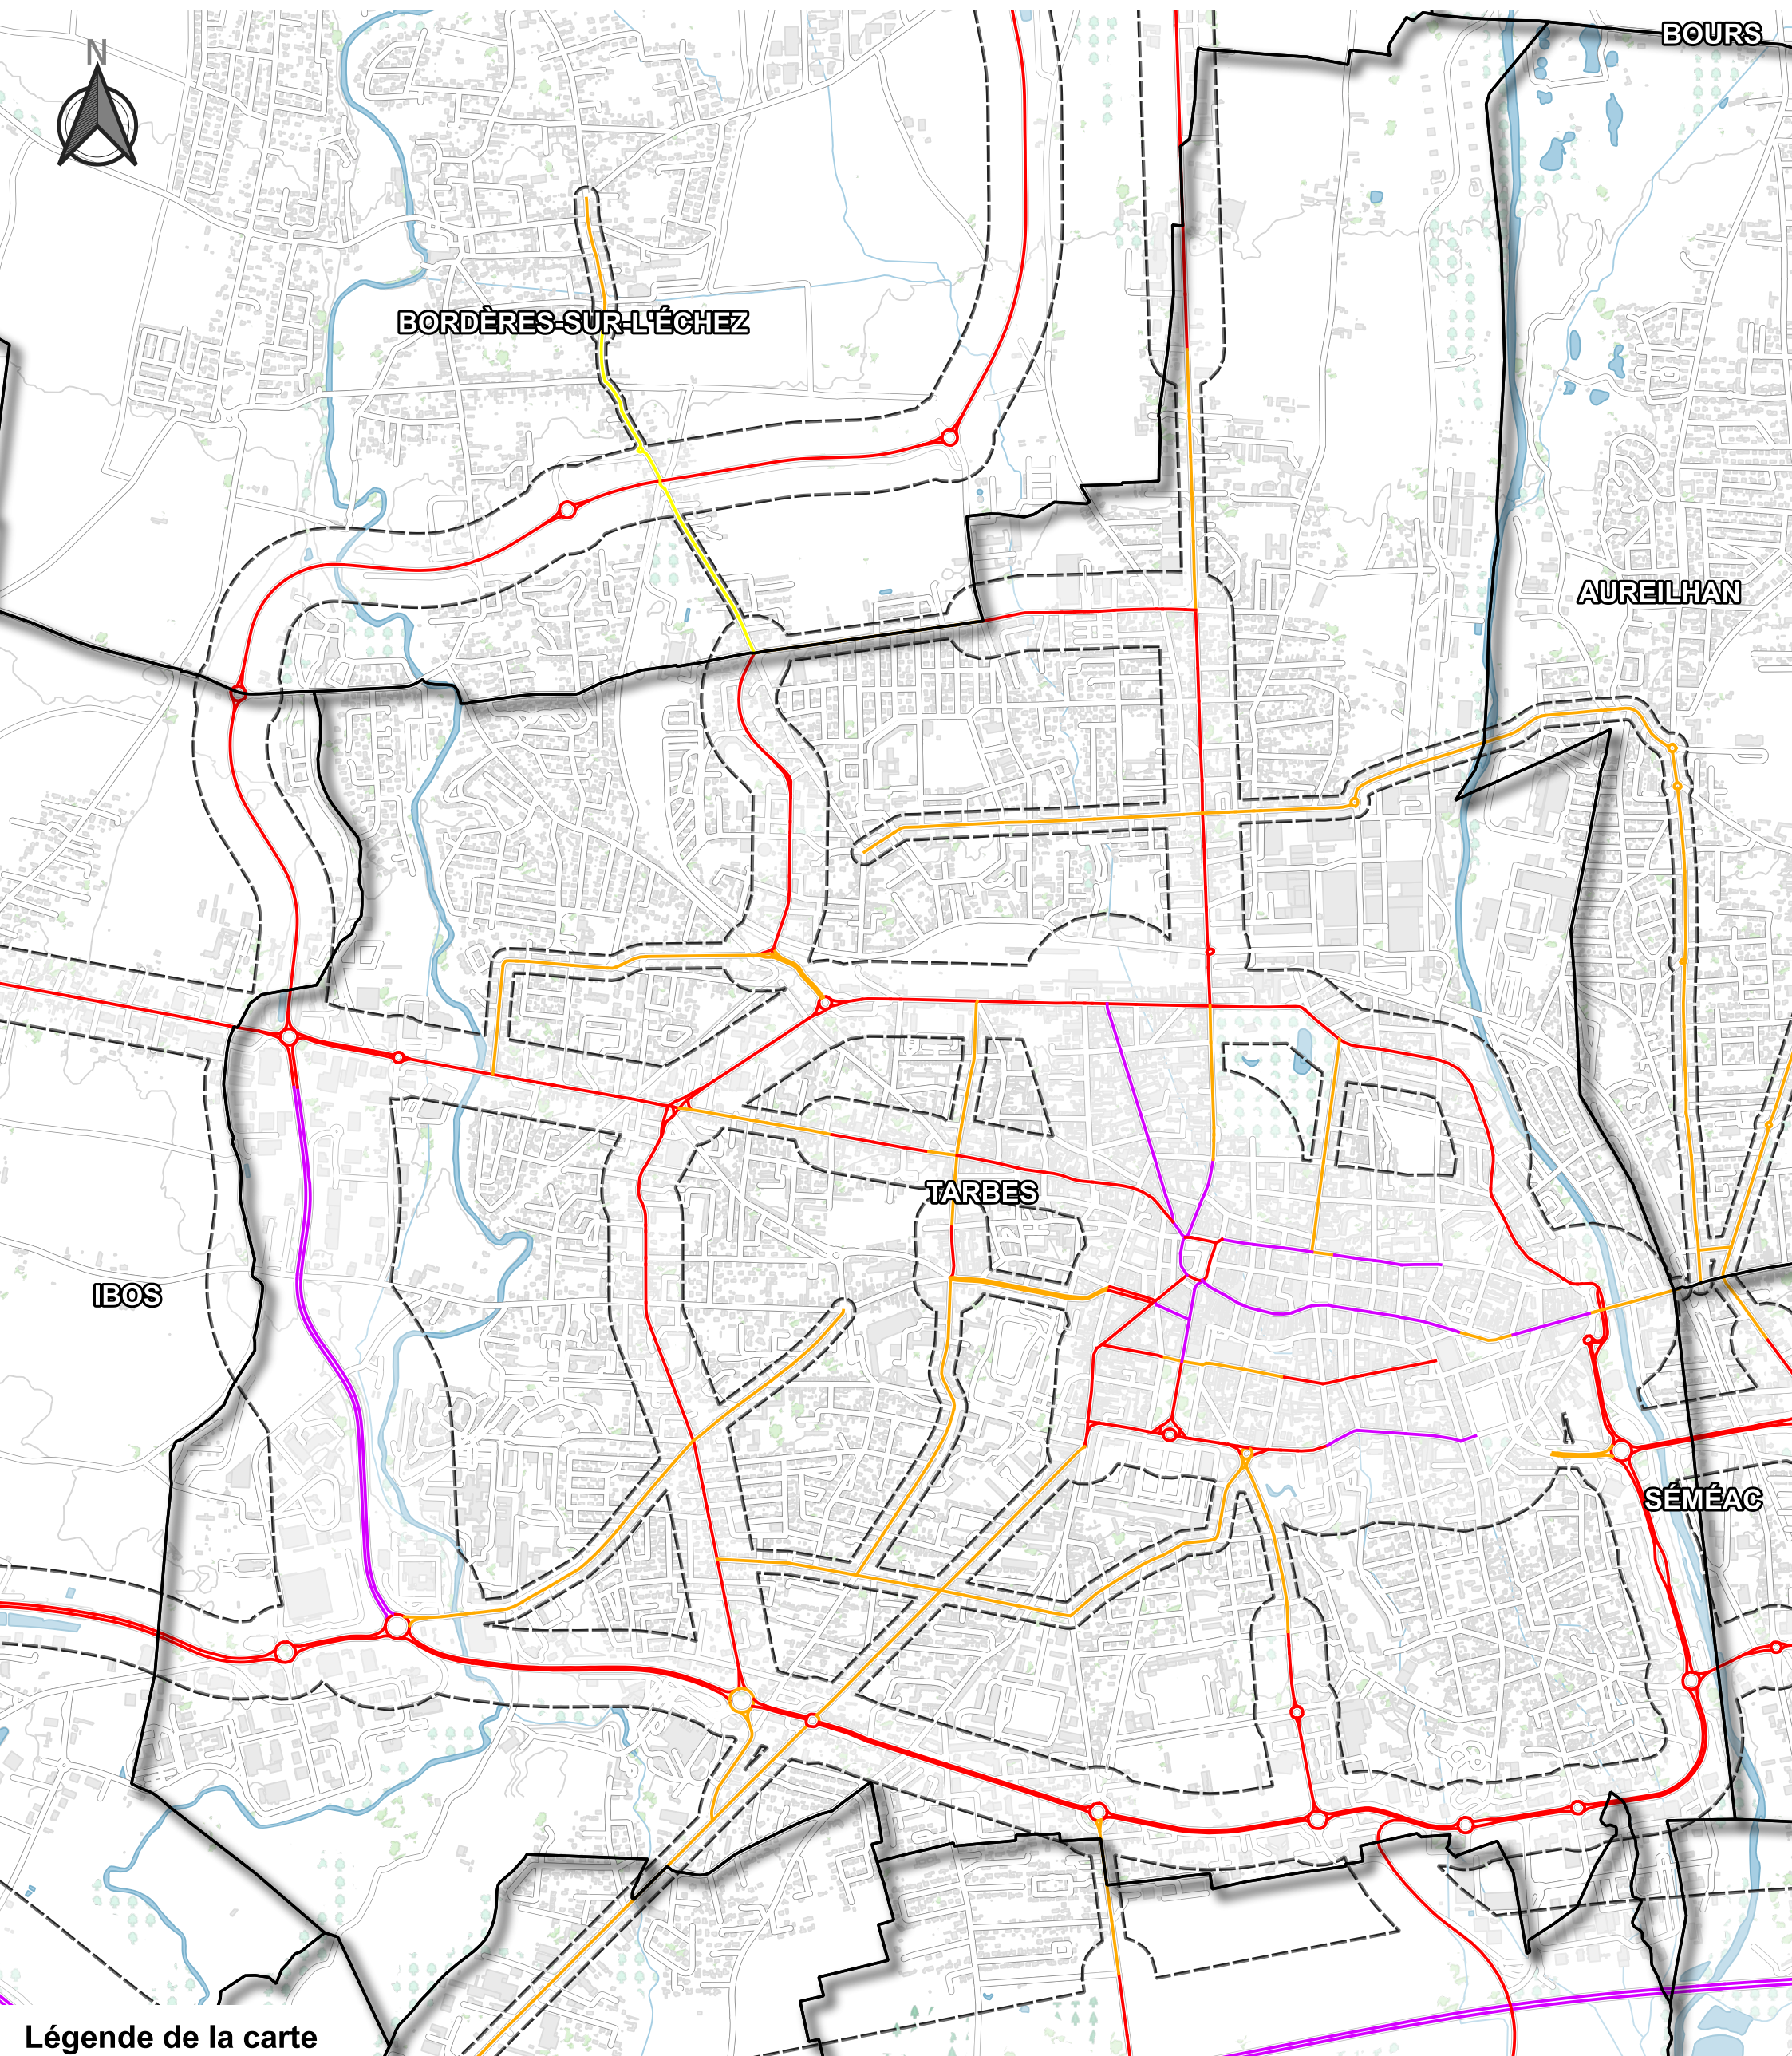 BOURS
N
BORDÈRES-SUR-L'ÉCHEZ
AUREILHAN
TARBES
IBOS
SÉMÉAC
Légende de la carte